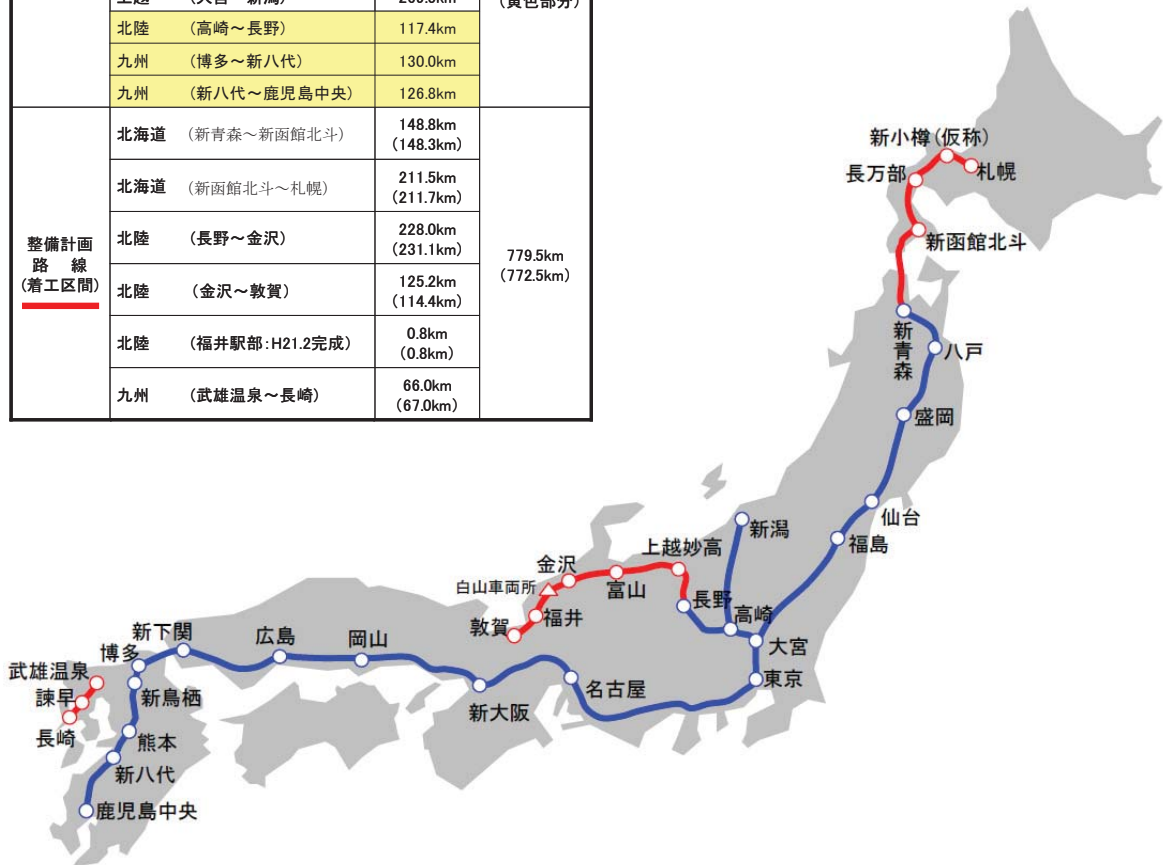 (黄色部分)
北陸 (高崎～長野) 117.4km
九州 (博多～新八代) 130.0km
九州 (新八代～鹿児島中央) 126.8km
整備計画
路 線
(着工区間)
北海道 (新青森～新函館北斗) 148.8km
(148.3km)
北海道 (新函館北斗～札幌) 211.5km
(211.7km)
北陸 (長野～金沢) 228.0km
(231.1km)
北陸 (金沢～敦賀) 125.2km
(114.4km)
北陸 (福井駅部:H21.2完成) 0.8km
(0.8km)
九州 (武雄温泉～長崎) 66.0km
(67.0km)
779.5km
(772.5km)
新小樽(仮称)
長万部
札幌
新函館北斗
新青森
八戸
盛岡
仙台
福島
新潟
上越妙高
金沢
富山
白山車両所
福井
敦賀
長野
高崎
大宮
東京
名古屋
新大阪
岡山
広島
新下関
博多
武雄温泉
諫早
長崎
新鳥栖
熊本
新八代
鹿児島中央